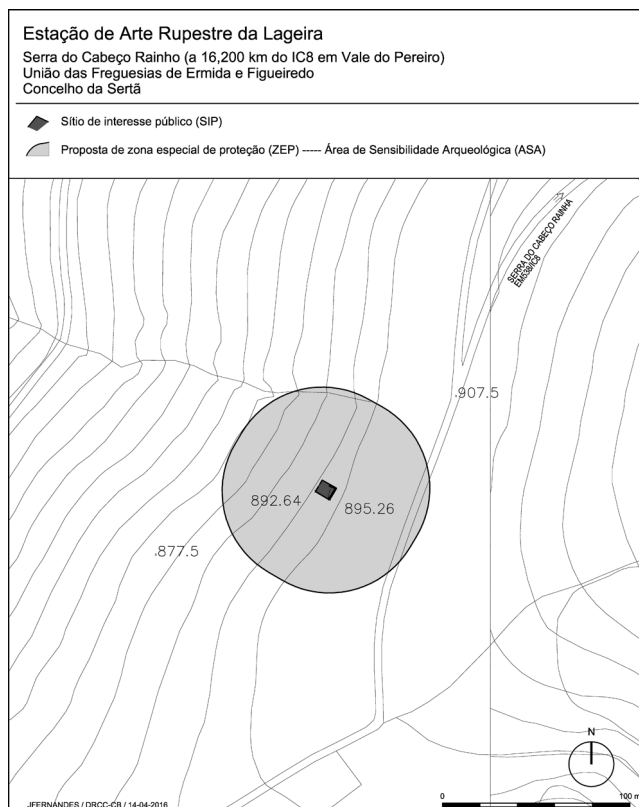 Estação de Arte Rupestre da Lageira
Serra do Cabeço Rainho (a 16,200 km do IC8 em Vale do Pereiro)
União das Freguesias de Ermida e Figueiredo
Concelho da Sertã
Sítio de interesse público (SIP)
Proposta de zona especial de proteção (ZEP) ----- Área de Sensibilidade Arqueológica (ASA)
SERRA DO CABEÇO RAINHA
EM538/IC8
.907.5
892.64
895.26
.877.5
N
0 100 m
JFERNANDES / DRCC-CB / 14-04-2016